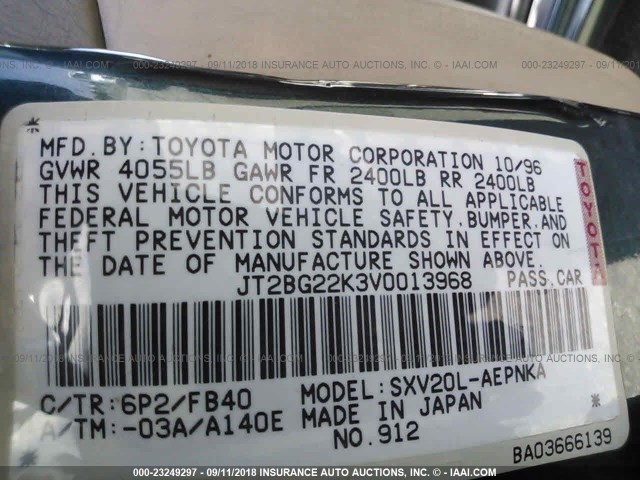 000-23249297 - 09/11/2018 INSURANCE AUTO AUCTIONS, INC. © - IAAI.COM
MFD.BY:TOYOTA MOTOR CORPORATION 10/96
GVWR 4055LB GAWR FR 2400LB RR 2400LB
THIS VEHICLE CONFORMS TO ALL APPLICABLE
FEDERAL MOTOR VEHICLE SAFETY,BUMPER,AND
THEFT PREVENTION STANDARDS IN EFFECT ON
THE DATE OF MANUFACTURE SHOWN ABOVE.
JT2BG22K3V0013968 PASS.CAR
TOYOTA
C/TR:6P2/FB40 MODEL:SXV20L-AEPNKA
A/TM:-03A/A140E MADE IN JAPAN
NO.912 BA03666139
000-23249297 - 09/11/2018 INSURANCE AUTO AUCTIONS, INC. © - IAAI.COM